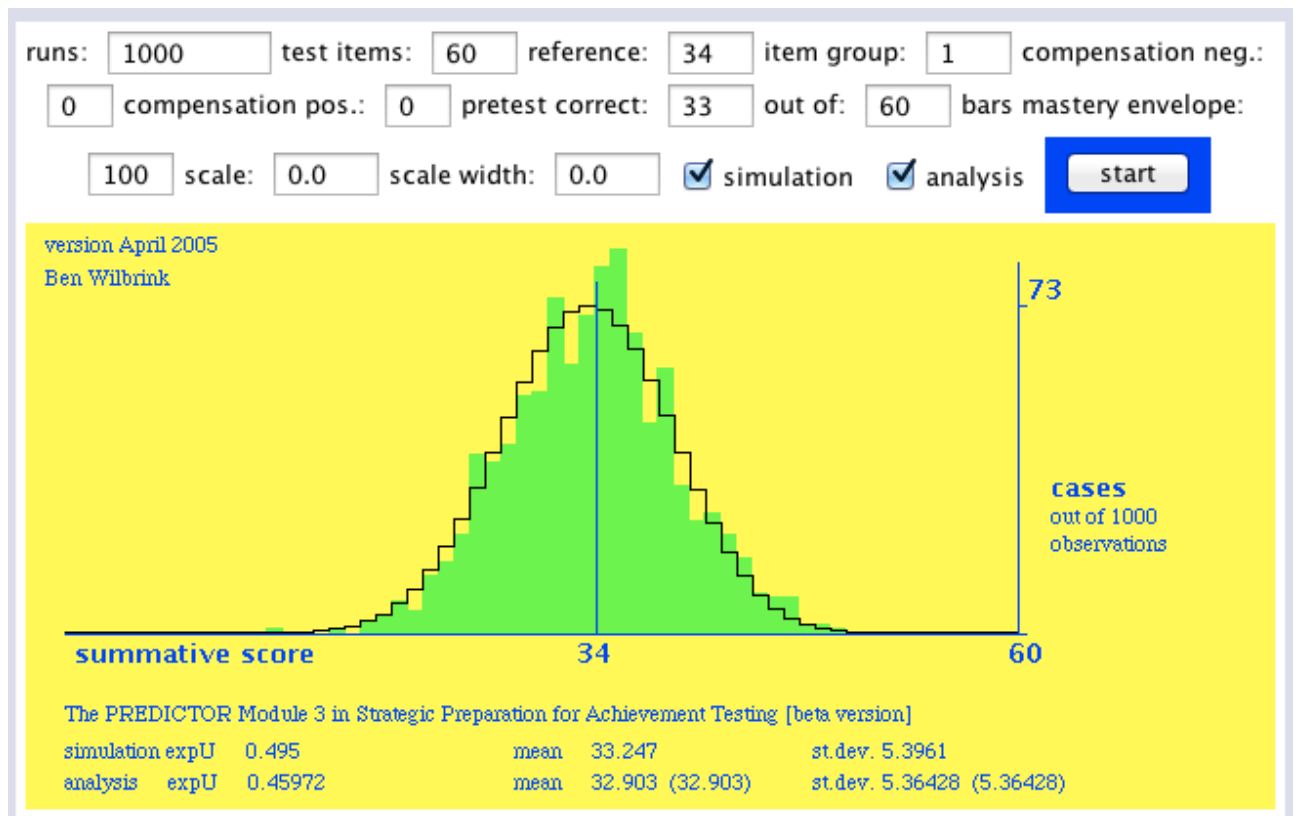 runs: 1000 test items: 60 reference: 34 item group: 1 compensation neg.:
0 compensation pos.: 0 pretest correct: 33 out of: 60 bars mastery envelope:
100 scale: 0.0 scale width: 0.0 simulation analysis start
version April 2005
Ben Wilbrink
73
cases
out of 1000
observations
summative score 34 60
The PREDICTOR Module 3 in Strategic Preparation for Achievement Testing [beta version]
simulation expU 0.495 mean 33.247 st.dev. 5.3961
analysis expU 0.45972 mean 32.903 (32.903) st.dev. 5.36428 (5.36428)